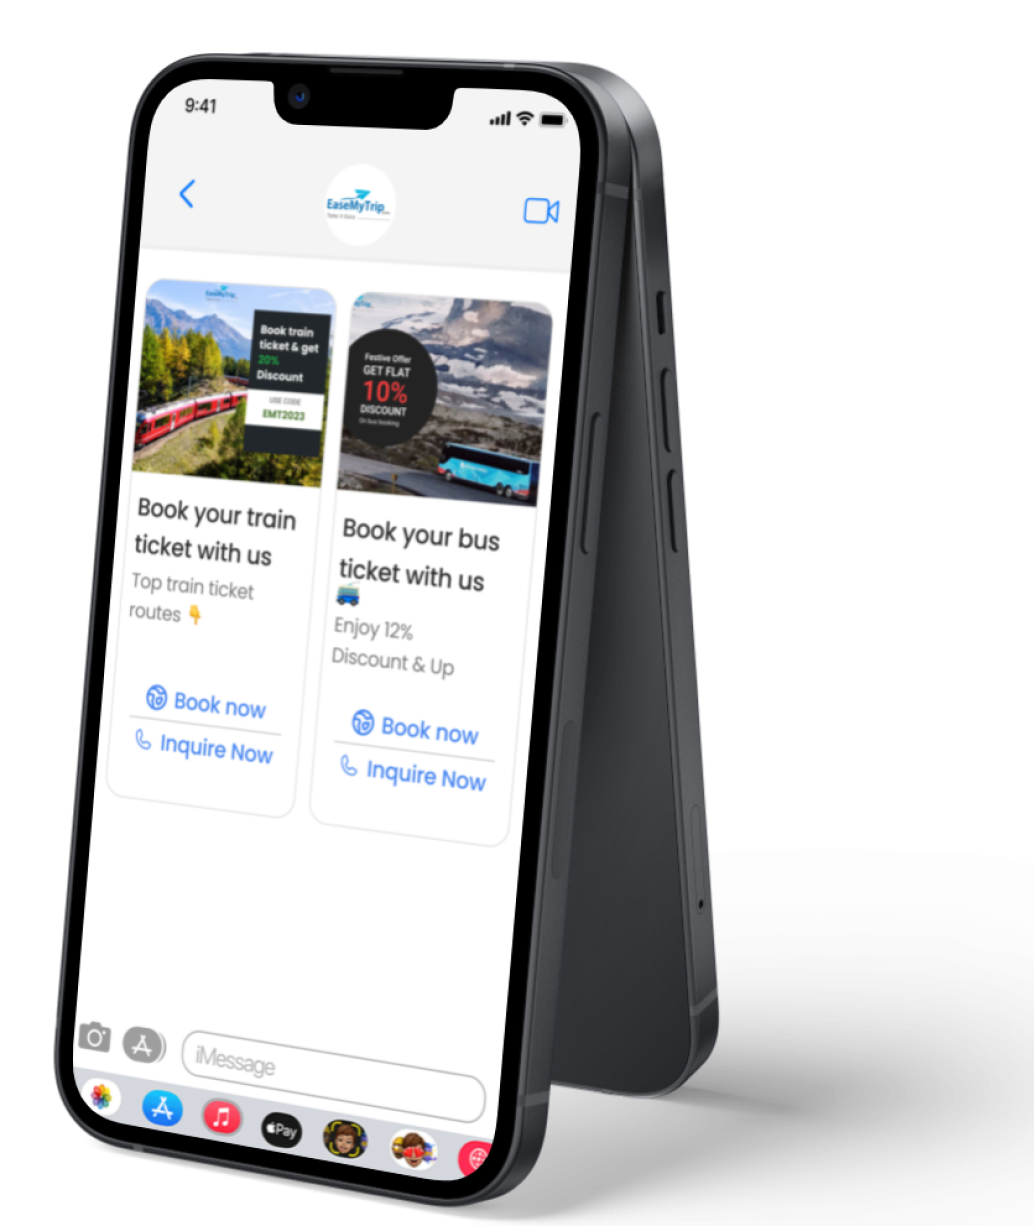 9:41
EaseMyTrip
EaseMyTrip
Book train
ticket & get
20%
Discount
USE CODE
EMT2023
Book your train
ticket with us
Top train ticket
routes 👇
Book now
Inquire Now
Festive Offer
GET FLAT
10%
DISCOUNT
On bus booking
Book your bus
ticket with us
🚎
Enjoy 12%
Discount & Up
Book now
Inquire Now
iMessage
Pay